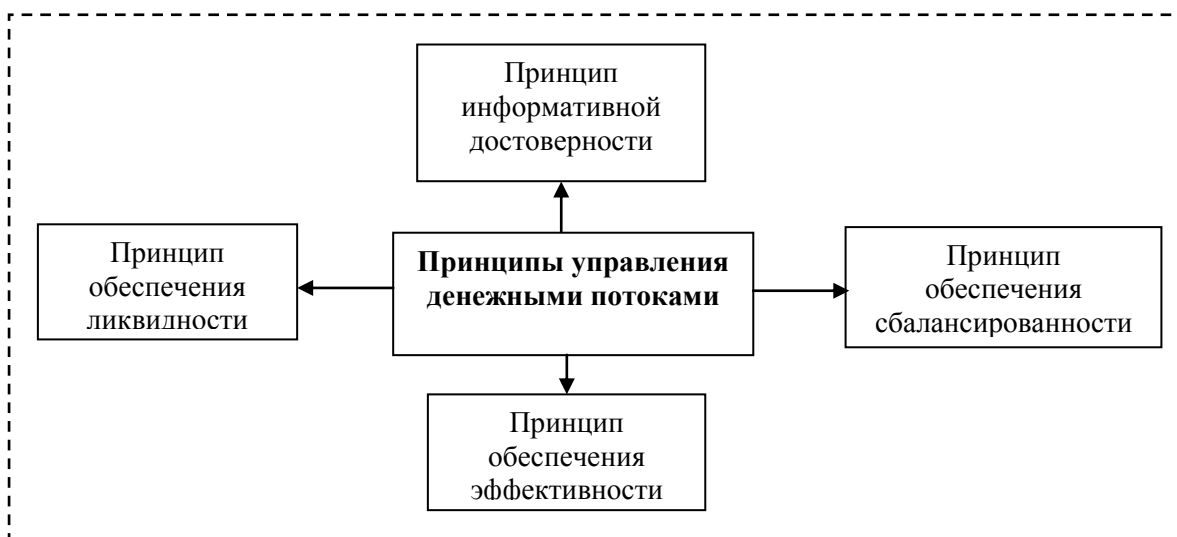 Принцип
информативной
достоверности
Принцип
обеспечения
ликвидности
Принципы управления
денежными потоками
Принцип
обеспечения
сбалансированности
Принцип
обеспечения
эффективности